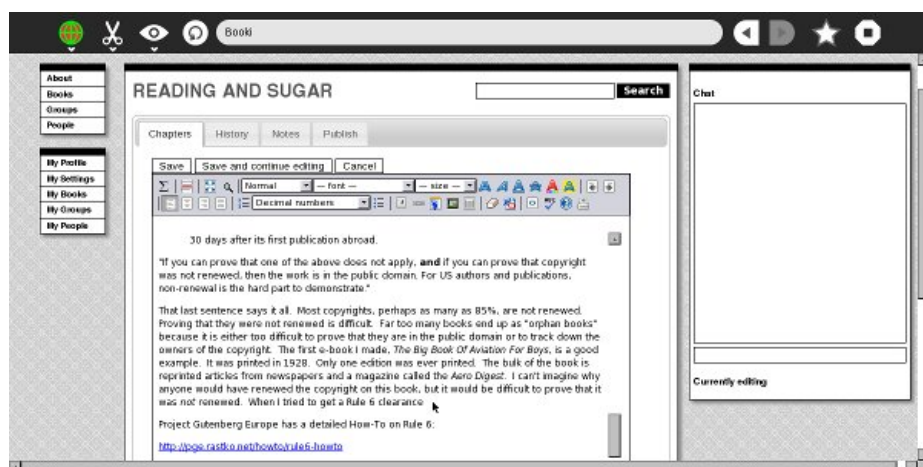 Booki
About
Books
Groups
People
My Profile
My Settings
My Books
My Groups
My People
READING AND SUGAR
Search
Chapters History Notes Publish
Save Save and continue editing Cancel
Normal — font — — size —
Decimal numbers
30 days after its first publication abroad.
"If you can prove that one of the above does not apply, and if you can prove that copyright
was not renewed, then the work is in the public domain. For US authors and publications,
non-renewal is the hard part to demonstrate."
That last sentence says it all. Most copyrights, perhaps as many as 85%, are not renewed.
Proving that they were not renewed is difficult. Far too many books end up as "orphan books"
because it is either too difficult to prove that they are in the public domain or to track down the
owners of the copyright. The first e-book I made, The Big Book Of Aviation For Boys, is a good
example. It was printed in 1928. Only one edition was ever printed. The bulk of the book is
reprinted articles from newspapers and a magazine called the Aero Digest. I can't imagine why
anyone would have renewed the copyright on this book, but it would be difficult to prove that it
was not renewed. When I tried to get a Rule 6 clearance
Project Gutenberg Europe has a detailed How-To on Rule 6:
http://pge.rastko.net/howto/rule6-howto
Chat
Currently editing